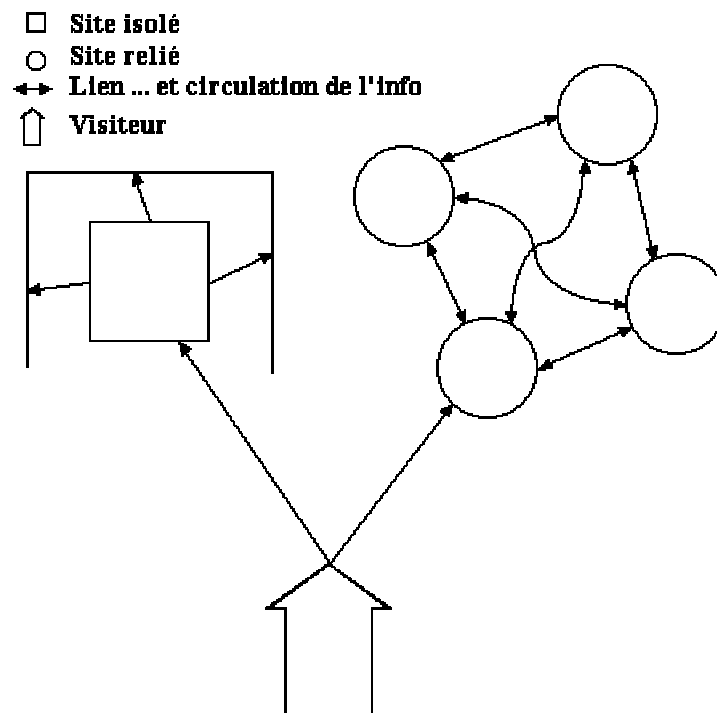 Site isolé
Site relié
Lien ... et circulation de l'info
Visiteur